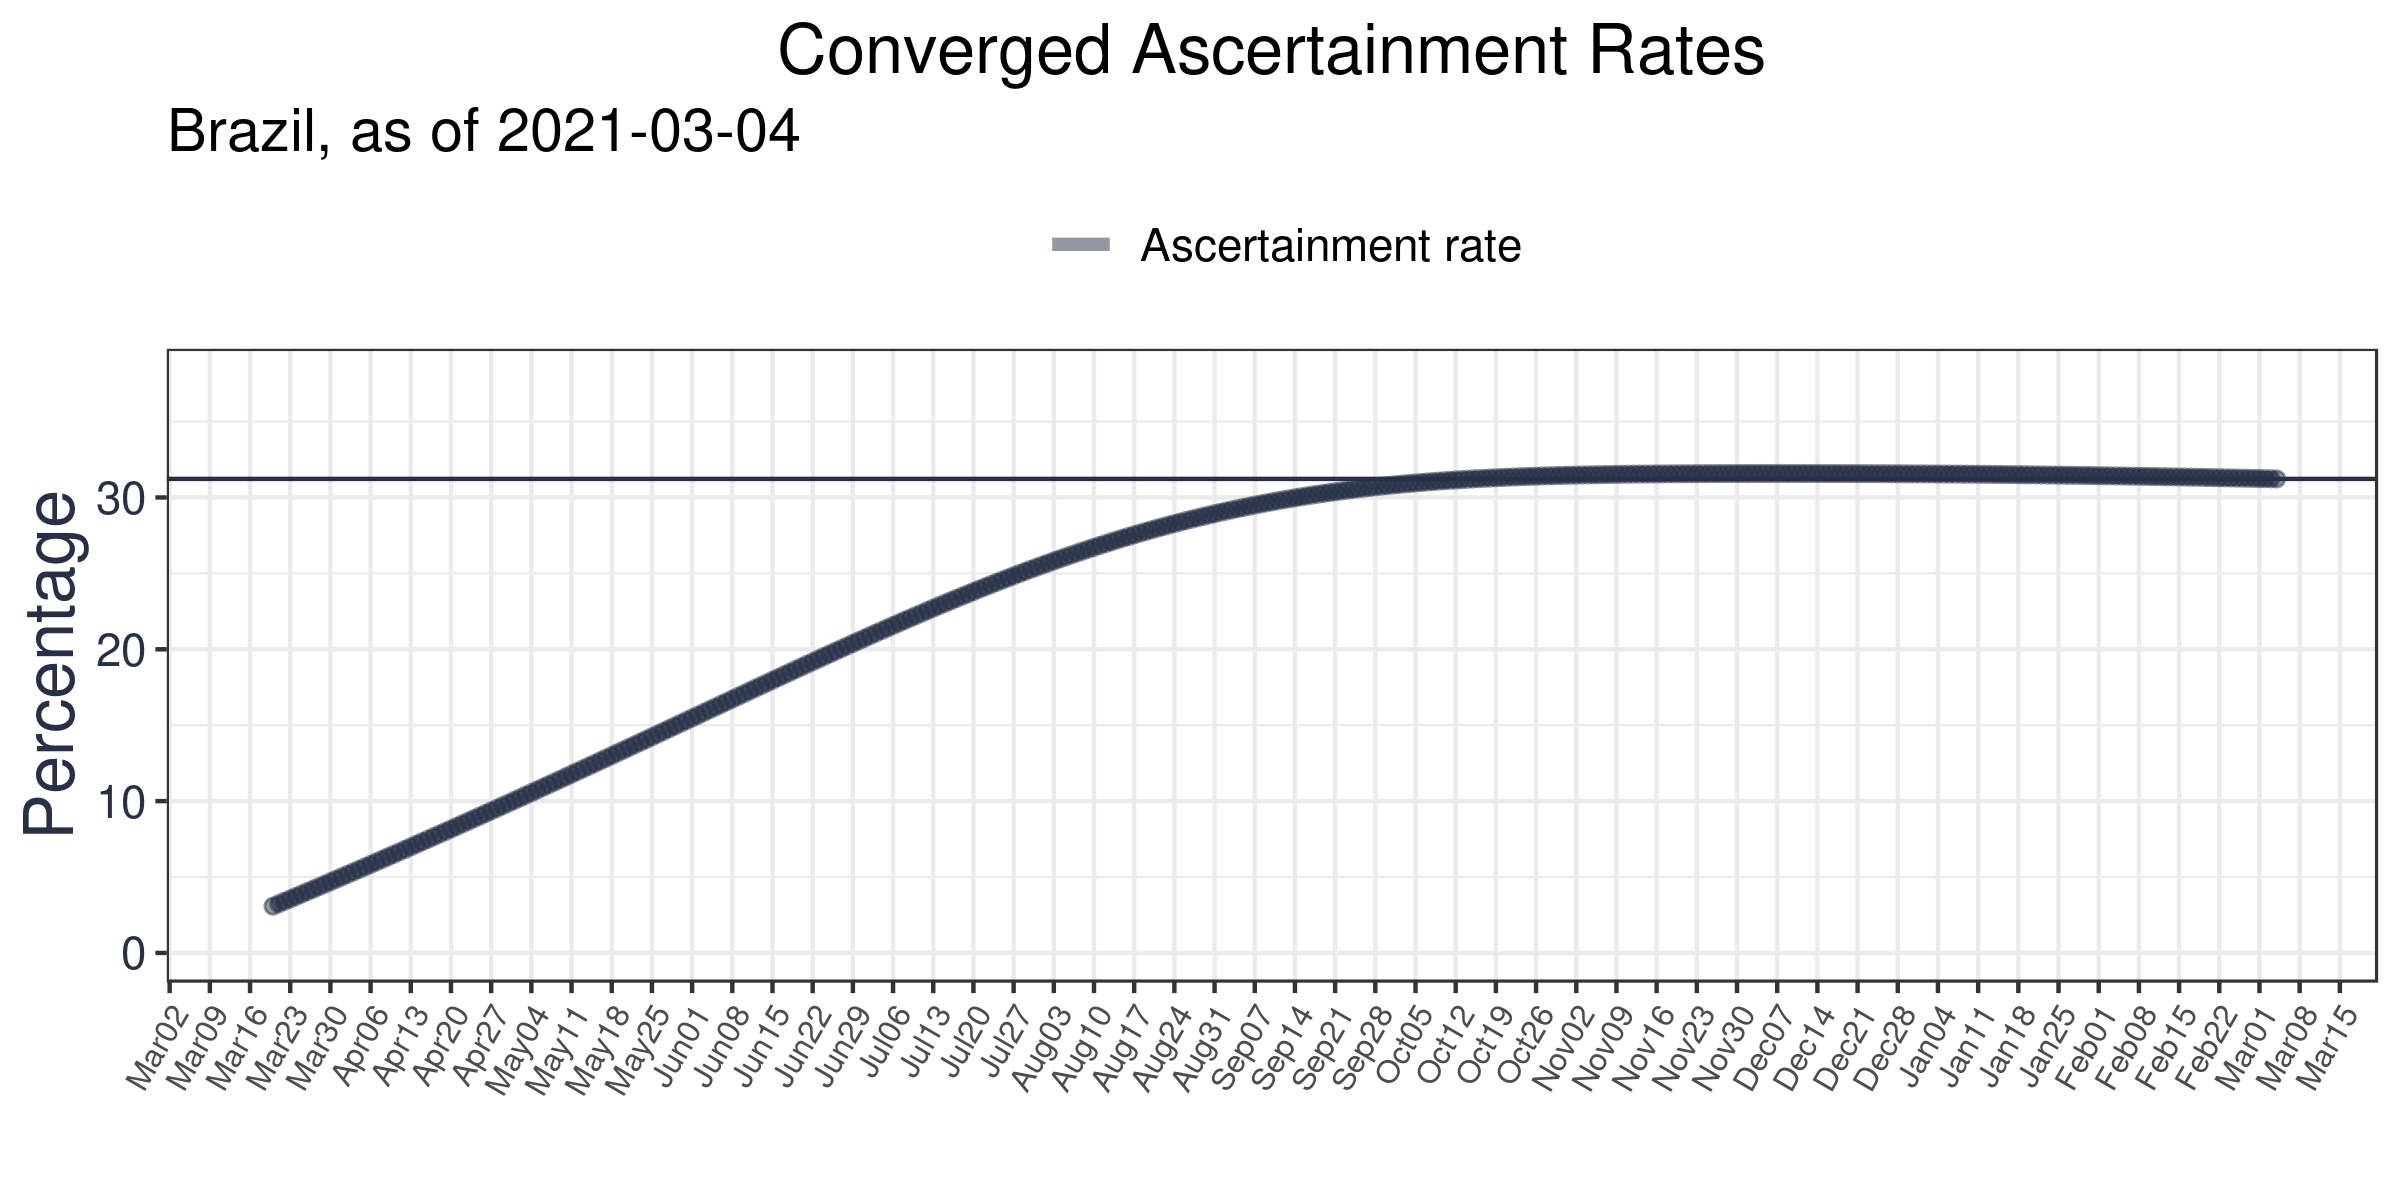 Converged Ascertainment Rates
Brazil, as of 2021-03-04
Ascertainment rate
Percentage
30
20
10
0
Mar02
Mar09
Mar16
Mar23
Mar30
Apr06
Apr13
Apr20
Apr27
May04
May11
May18
May25
Jun01
Jun08
Jun15
Jun22
Jun29
Jul06
Jul13
Jul20
Jul27
Aug03
Aug10
Aug17
Aug24
Aug31
Sep07
Sep14
Sep21
Sep28
Oct05
Oct12
Oct19
Oct26
Nov02
Nov09
Nov16
Nov23
Nov30
Dec07
Dec14
Dec21
Dec28
Jan04
Jan11
Jan18
Jan25
Feb01
Feb08
Feb15
Feb22
Mar01
Mar08
Mar15